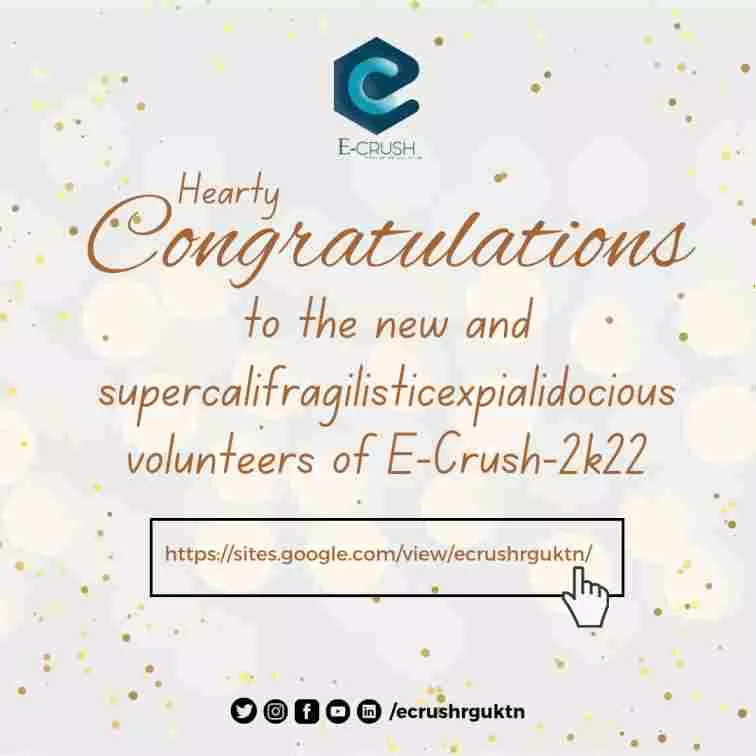 E-CRUSH
Hearty
Congratulations
to the new and
supercalifragilisticexpialidocious
volunteers of E-Crush-2k22
https://sites.google.com/view/ecrushrguktn/
/ecrushrguktn